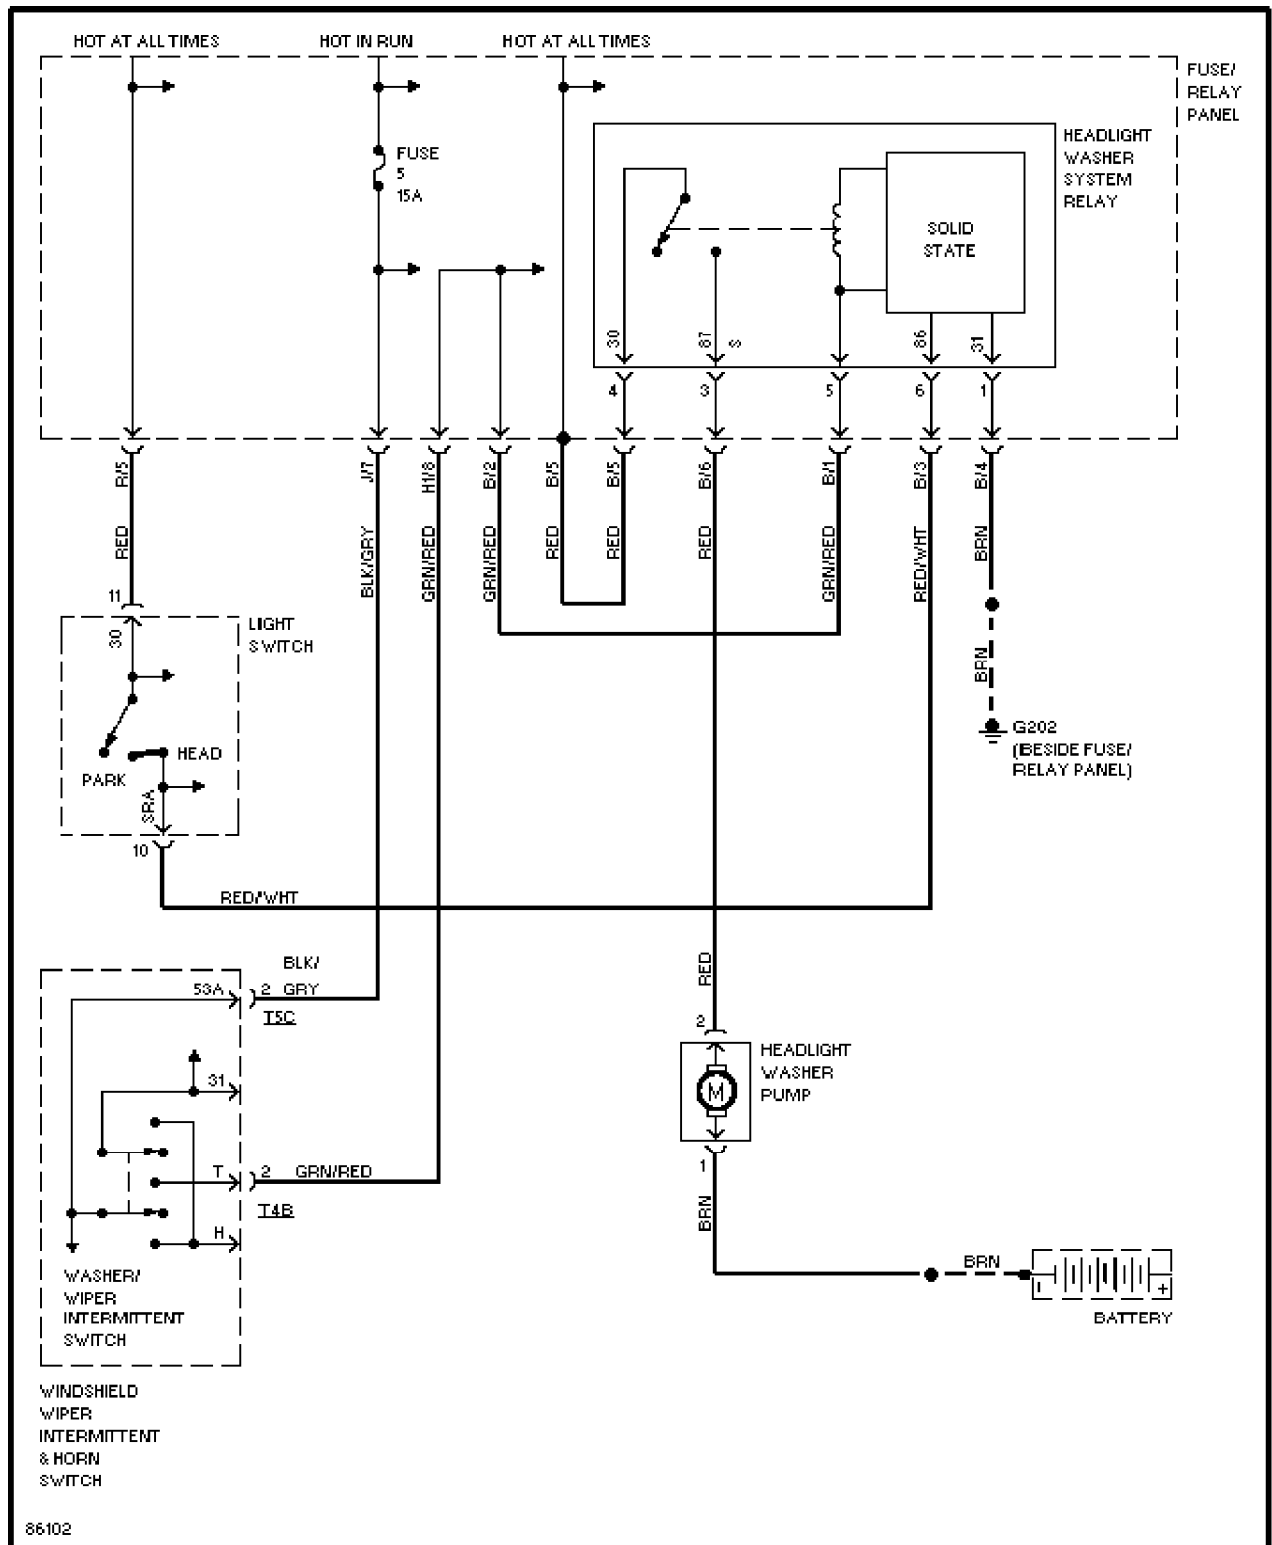 HOT AT ALL TIMES
HOT IN RUN
HOT AT ALL TIMES
FUSE/
RELAY
PANEL
HEADLIGHT
WASHER
SYSTEM
RELAY
FUSE
5
15A
SOLID
STATE
30
87
S
86
31
4
3
5
6
1
R/5
J/7
H1/8
B/2
B/5
B/5
B/6
B/1
B/3
B/4
RED
BLK/GRY
GRN/RED
GRN/RED
RED
RED
RED
GRN/RED
RED/WHT
BRN
11
LIGHT
SWITCH
30
BRN
G202
(BESIDE FUSE/
RELAY PANEL)
HEAD
PARK
SRA
10
RED/WHT
BLK/
53A
2
GRY
T5C
RED
2
HEADLIGHT
WASHER
PUMP
M
1
31
T
2
GRN/RED
T4B
H
BRN
BRN
-
+
BATTERY
WASHER/
WIPER
INTERMITTENT
SWITCH
WINDSHIELD
WIPER
INTERMITTENT
& HORN
SWITCH
86102